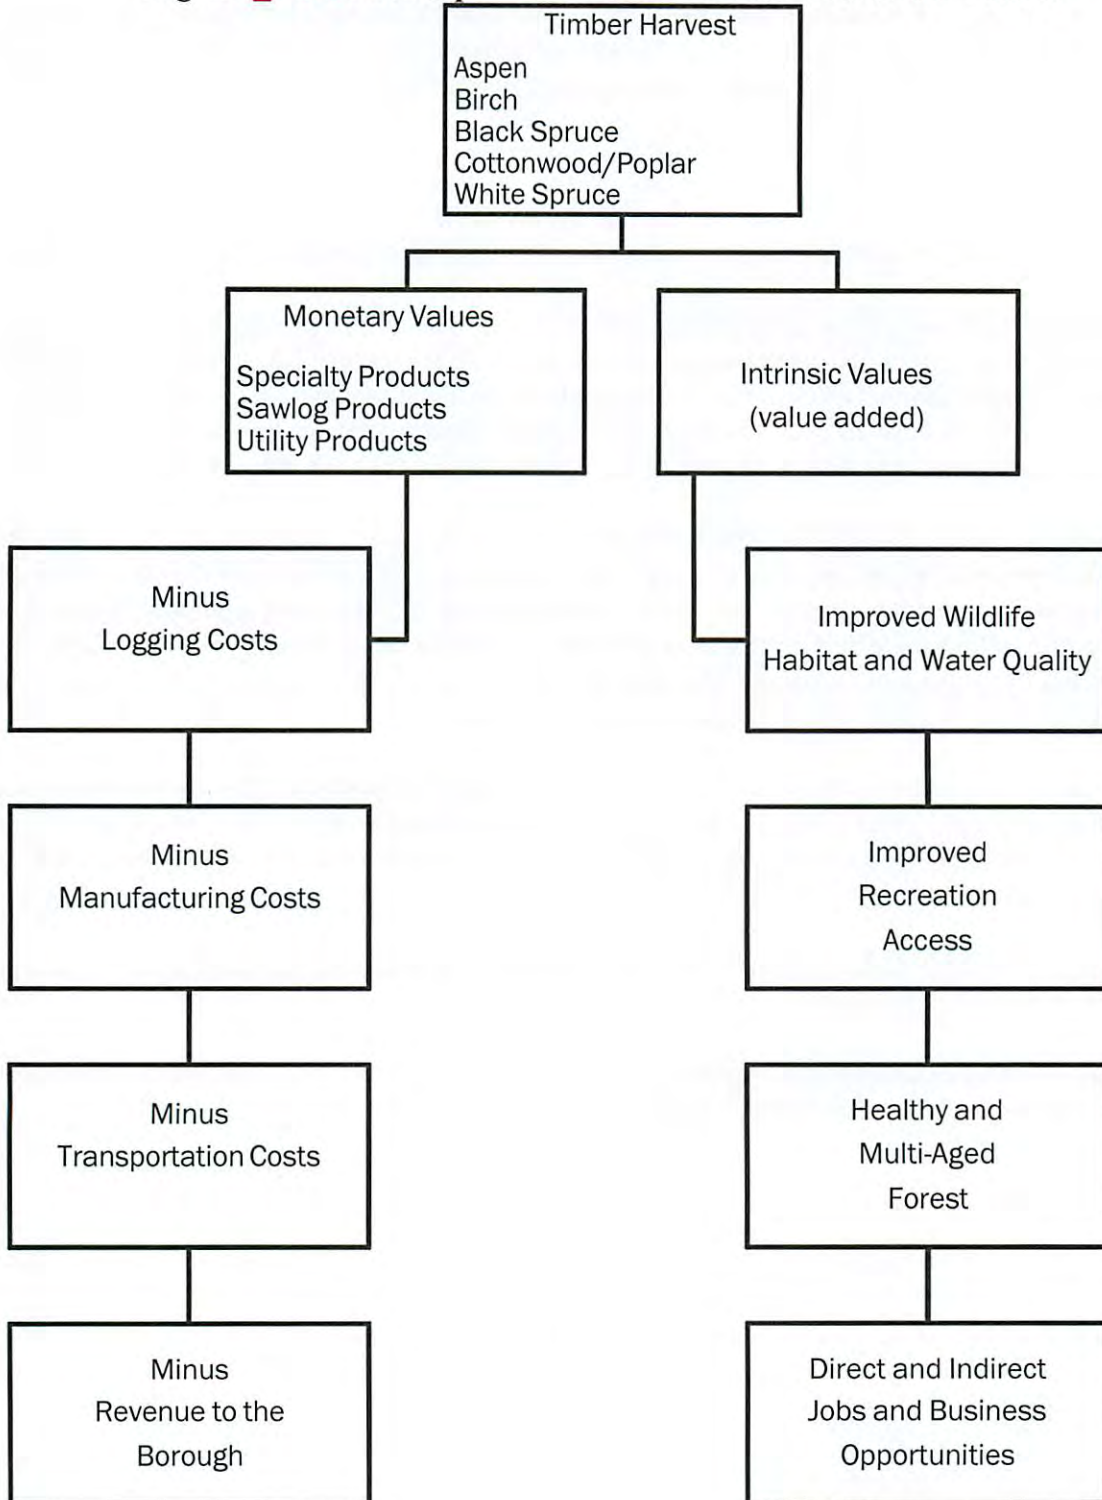 Timber Harvest
Aspen
Birch
Black Spruce
Cottonwood/Poplar
White Spruce
Monetary Values
Specialty Products
Sawlog Products
Utility Products
Intrinsic Values
(value added)
Minus
Logging Costs
Improved Wildlife
Habitat and Water Quality
Minus
Manufacturing Costs
Improved
Recreation
Access
Minus
Transportation Costs
Healthy and
Multi-Aged
Forest
Minus
Revenue to the
Borough
Direct and Indirect
Jobs and Business
Opportunities